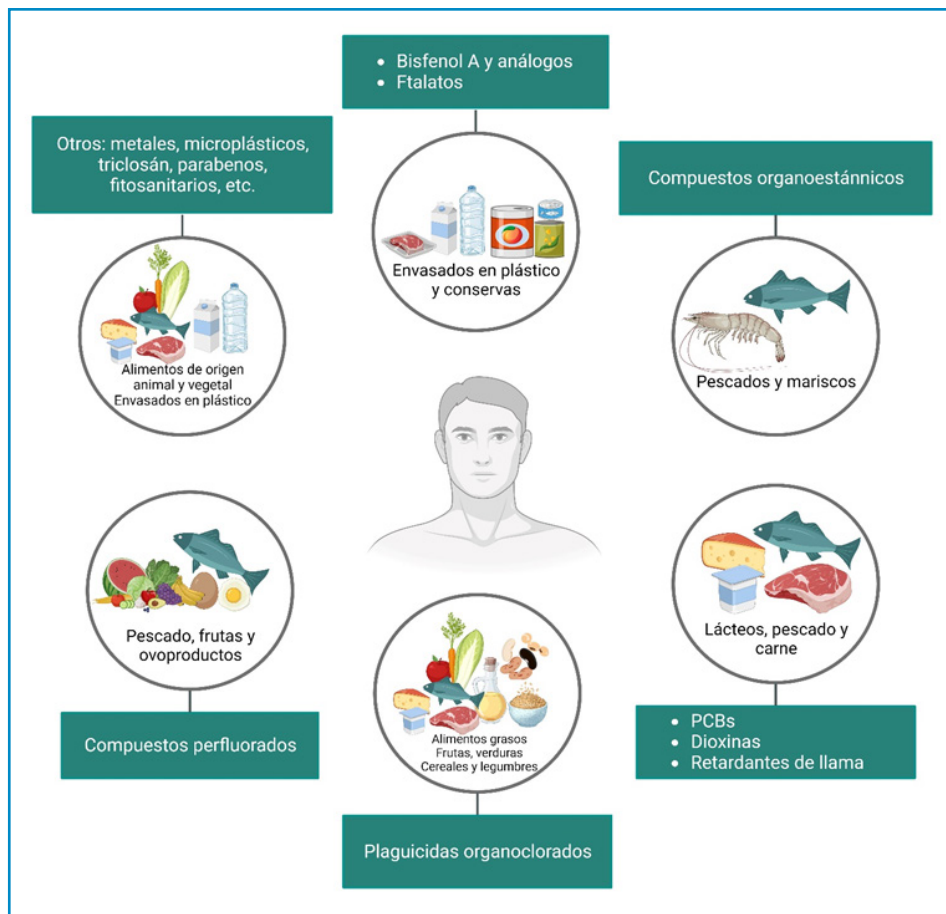 • Bisfenol A y análogos
• Ftalatos
Envasados en plástico
y conservas
Otros: metales, microplásticos,
triclosán, parabenos,
fitosanitarios, etc.
Alimentos de origen
animal y vegetal
Envasados en plástico
Compuestos organoestánnicos
Pescados y mariscos
Pescado, frutas y
ovoproductos
Compuestos perfluorados
Alimentos grasos
Frutas, verduras
Cereales y legumbres
Plaguicidas organoclorados
Lácteos, pescado y
carne
• PCBs
• Dioxinas
• Retardantes de llama